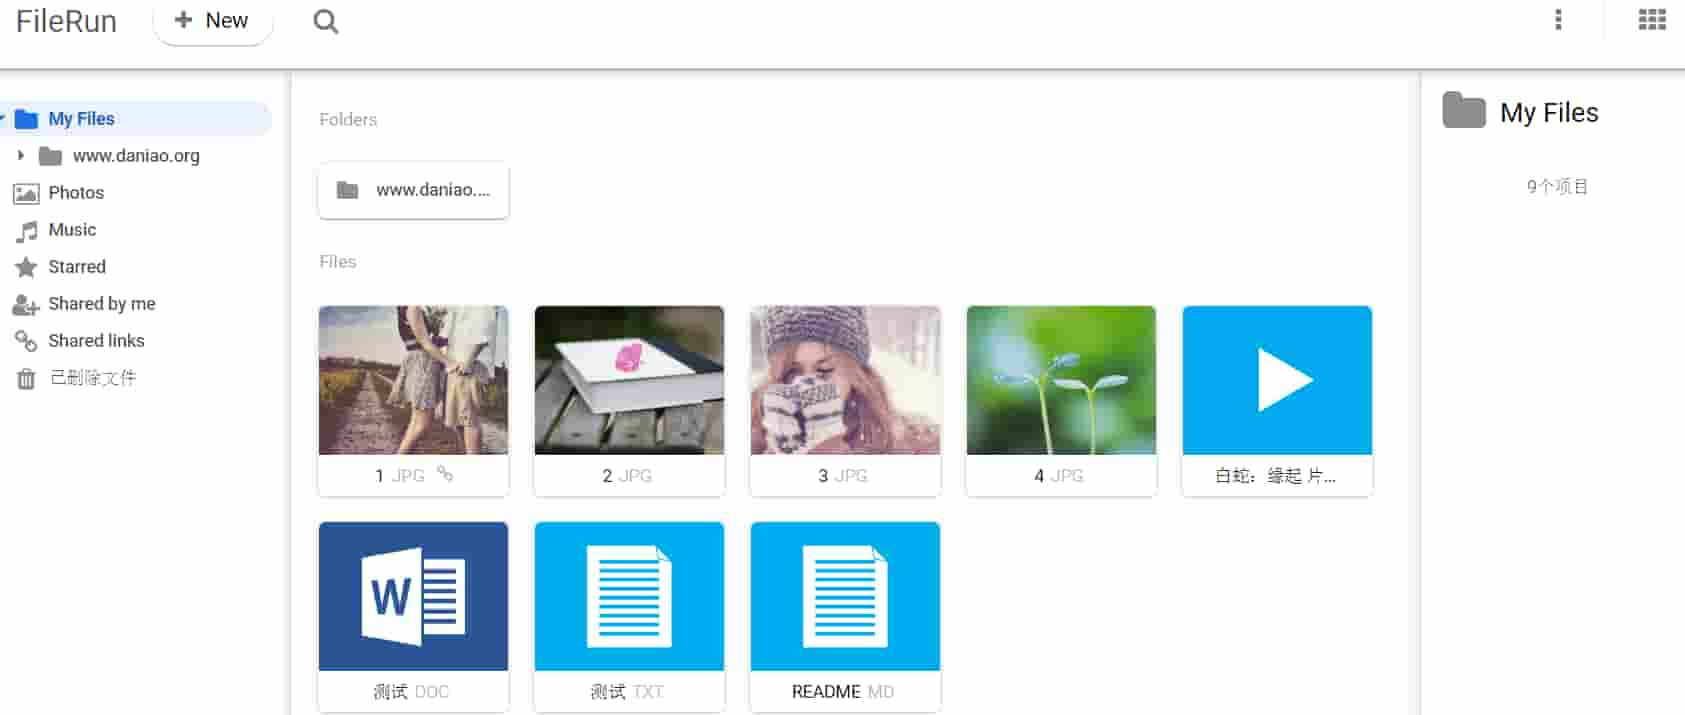 FileRun
New
My Files
www.daniao.org
Photos
Music
Starred
Shared by me
Shared links
已删除文件
Folders
www.daniao....
Files
1 JPG
2 JPG
3 JPG
4 JPG
白蛇：缘起 片...
测试 DOC
测试 TXT
README MD
My Files
9个项目